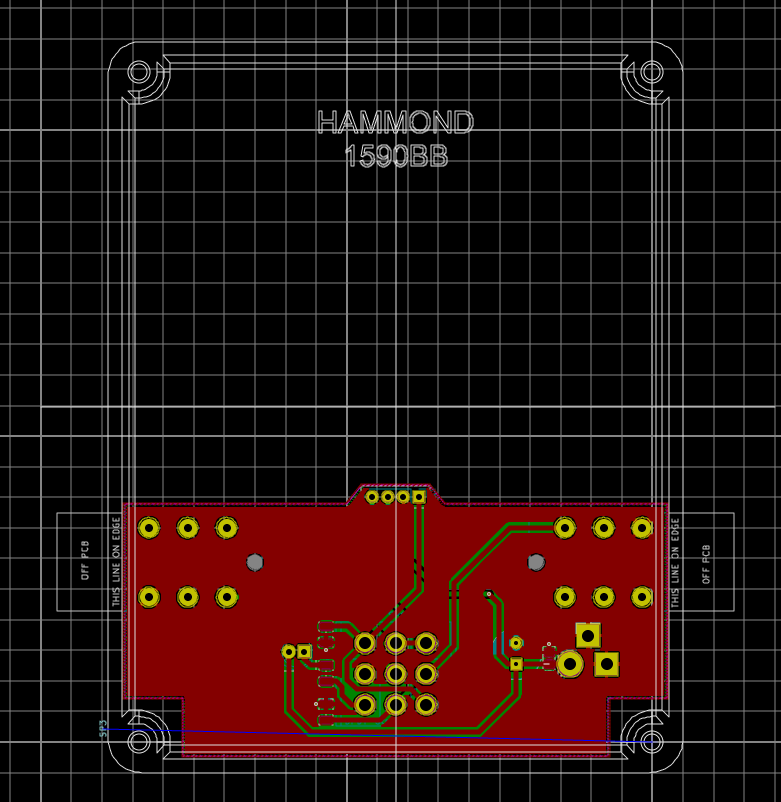 HAMMOND
1590BB
OFF PCB
THIS LINE ON EDGE
THIS LINE ON EDGE
OFF PCB
SP3